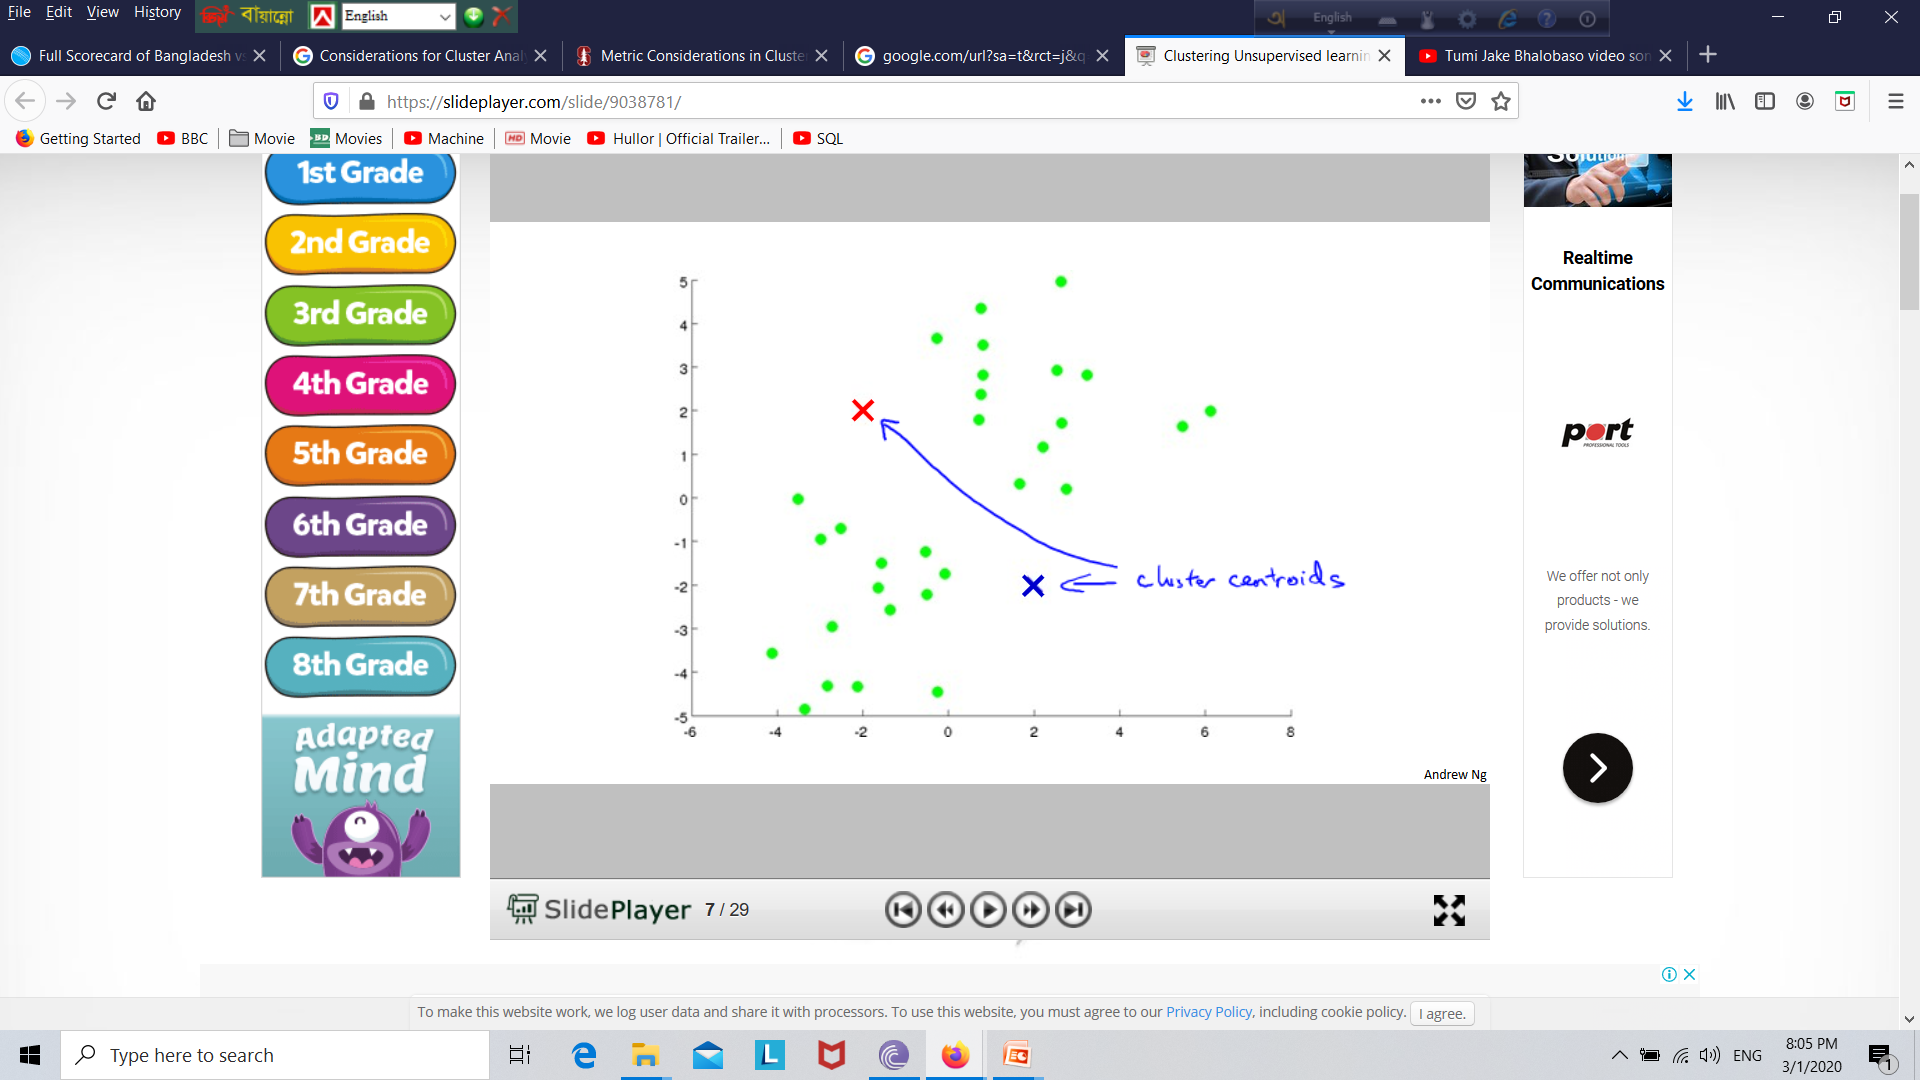 File Edit View History
বাঁয়ান্নো English
English
Full Scorecard of Bangladesh v
Considerations for Cluster Anal
Metric Considerations in Cluste
google.com/url?sa=t&rct=j&q
Clustering Unsupervised learnin
Tumi Jake Bhalobaso video son
https://slideplayer.com/slide/9038781/
Getting Started BBC Movie Movies Machine Movie Hullor | Official Trailer... SQL
1st Grade
2nd Grade
3rd Grade
4th Grade
5th Grade
6th Grade
7th Grade
8th Grade
Adapted
Mind
5
4
3
2
1
0
-1
-2
-3
-4
-5
-6 -4 -2 0 2 4 6 8
cluster centroids
Andrew Ng
SlidePlayer 7 / 29
Solution
Realtime
Communications
port
PROFESSIONAL TOOLS
We offer not only
products - we
provide solutions.
To make this website work, we log user data and share it with processors. To use this website, you must agree to our Privacy Policy, including cookie policy. I agree.
Type here to search
ENG
8:05 PM
3/1/2020
1